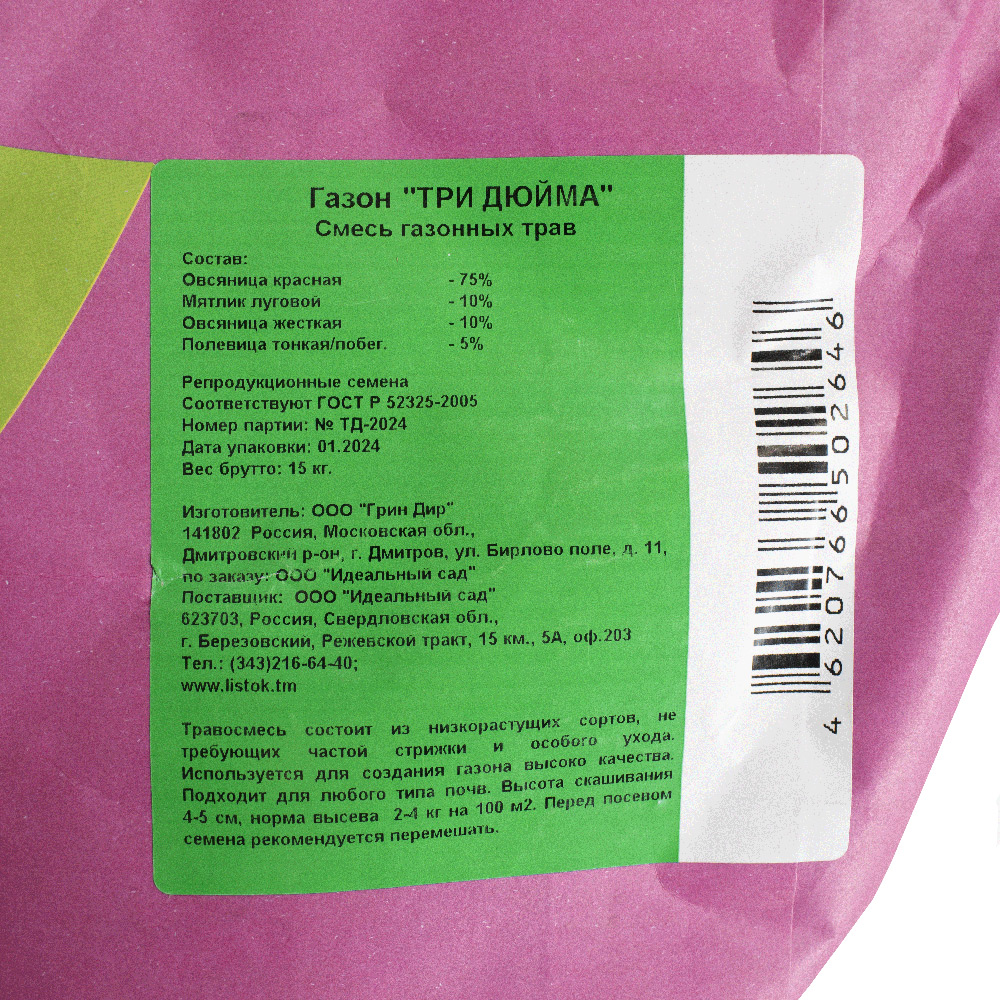 Газон "ТРИ ДЮЙМА"
Смесь газонных трав
Состав:
Овсяница красная - 75%
Мятлик луговой - 10%
Овсяница жесткая - 10%
Полевица тонкая/побег. - 5%
Репродукционные семена
Соответствуют ГОСТ Р 52325-2005
Номер партии: № ТД-2024
Дата упаковки: 01.2024
Вес брутто: 15 кг.
Изготовитель: ООО "Грин Дир"
141802 Россия, Московская обл.,
Дмитровский р-он, г. Дмитров, ул. Бирлово поле, д. 11,
по заказу: ООО "Идеальный сад"
Поставщик: ООО "Идеальный сад"
623703, Россия, Свердловская обл.,
г. Березовский, Режевской тракт, 15 км., 5А, оф.203
Тел.: (343)216-64-40;
www.listok.tm
Травосмесь состоит из низкорастущих сортов, не
требующих частой стрижки и особого ухода.
Используется для создания газона высоко качества.
Подходит для любого типа почв. Высота скашивания
4-5 см, норма высева 2-4 кг на 100 м2. Перед посевом
семена рекомендуется перемешать.
4 620766 502646